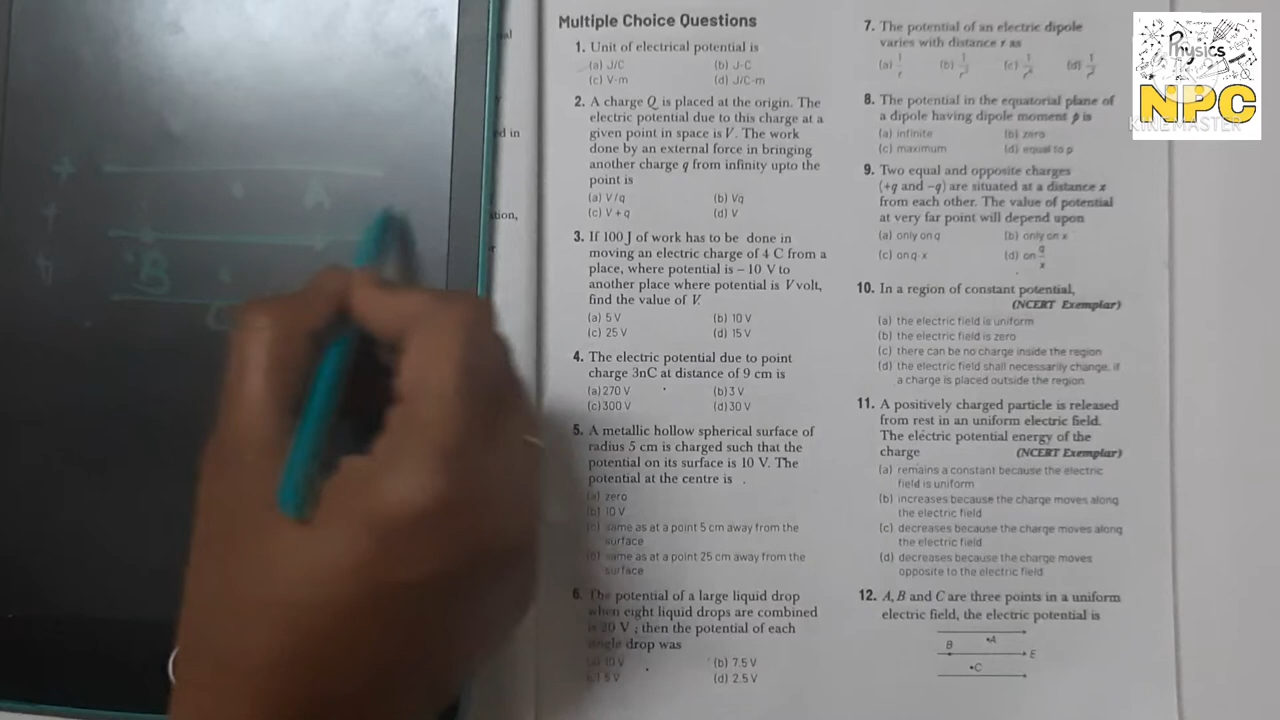 Multiple Choice Questions
1. Unit of electrical potential is
(a) J/C (b) J-C
(c) V-m (d) J/C-m
2. A charge Q is placed at the origin. The
electric potential due to this charge at a
given point in space is V. The work
done by an external force in bringing
another charge q from infinity upto the
point is
(a) V/q (b) Vq
(c) V + q (d) V
3. If 100 J of work has to be done in
moving an electric charge of 4 C from a
place, where potential is – 10 V to
another place where potential is V volt,
find the value of V.
(a) 5 V (b) 10 V
(c) 25 V (d) 15 V
4. The electric potential due to point
charge 3nC at distance of 9 cm is
(a) 270 V (b) 3 V
(c) 300 V (d) 30 V
5. A metallic hollow spherical surface of
radius 5 cm is charged such that the
potential on its surface is 10 V. The
potential at the centre is
(a) zero
(b) 10 V
(c) same as at a point 5 cm away from the
surface
(d) same as at a point 25 cm away from the
surface
6. The potential of a large liquid drop
when eight liquid drops are combined
is 20 V ; then the potential of each
single drop was
(a) 10 V (b) 7.5 V
(c) 5 V (d) 2.5 V
7. The potential of an electric dipole
varies with distance r as
(a) (b) (c) (d)
8. The potential in the equatorial plane of
a dipole having dipole moment p is
(a) infinite (b) zero
(c) maximum (d) equal to p
9. Two equal and opposite charges
(+q and –q) are situated at a distance x
from each other. The value of potential
at very far point will depend upon
(a) only on q (b) only on x
(c) on q·x (d) on q/x
10. In a region of constant potential,
(NCERT Exemplar)
(a) the electric field is uniform
(b) the electric field is zero
(c) there can be no charge inside the region
(d) the electric field shall necessarily change, if
a charge is placed outside the region
11. A positively charged particle is released
from rest in an uniform electric field.
The electric potential energy of the
charge (NCERT Exemplar)
(a) remains a constant because the electric
field is uniform
(b) increases because the charge moves along
the electric field
(c) decreases because the charge moves along
the electric field
(d) decreases because the charge moves
opposite to the electric field
12. A, B and C are three points in a uniform
electric field, the electric potential is
B •A E
•C
+ A
+
+ B
Physics
NPC
KINEMASTER
ed in